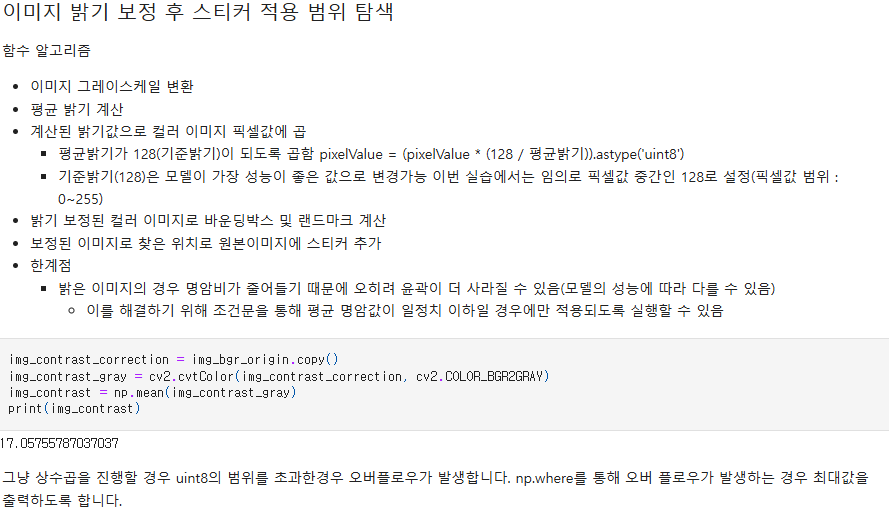 이미지 밝기 보정 후 스티커 적용 범위 탐색
함수 알고리즘
이미지 그레이스케일 변환
평균 밝기 계산
계산된 밝기값으로 컬러 이미지 픽셀값에 곱
평균밝기가 128(기준밝기)이 되도록 곱함 pixelValue = (pixelValue * (128 / 평균밝기)).astype('uint8')
기준밝기(128)은 모델이 가장 성능이 좋은 값으로 변경가능 이번 실습에서는 임의로 픽셀값 중간인 128로 설정(픽셀값 범위 :
0~255)
밝기 보정된 컬러 이미지로 바운딩박스 및 랜드마크 계산
보정된 이미지로 찾은 위치로 원본이미지에 스티커 추가
한계점
밝은 이미지의 경우 명암비가 줄어들기 때문에 오히려 윤곽이 더 사라질 수 있음(모델의 성능에 따라 다를 수 있음)
이를 해결하기 위해 조건문을 통해 평균 명암값이 일정치 이하일 경우에만 적용되도록 실행할 수 있음
img_contrast_correction = img_bgr_origin.copy()
img_contrast_gray = cv2.cvtColor(img_contrast_correction, cv2.COLOR_BGR2GRAY)
img_contrast = np.mean(img_contrast_gray)
print(img_contrast)
17.05755787037037
그냥 상수곱을 진행할 경우 uint8의 범위를 초과한경우 오버플로우가 발생합니다. np.where를 통해 오버 플로우가 발생하는 경우 최대값을
출력하도록 합니다.